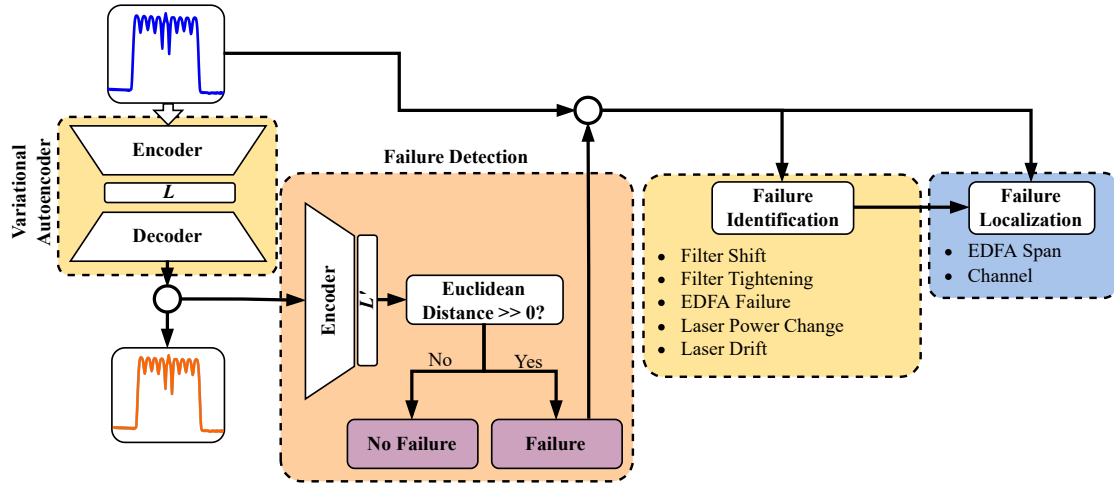 Variational
Autoencoder
Encoder
L
Decoder
Failure Detection
Encoder
L'
Euclidean
Distance >> 0?
No
Yes
No Failure
Failure
Failure
Identification
• Filter Shift
• Filter Tightening
• EDFA Failure
• Laser Power Change
• Laser Drift
Failure
Localization
• EDFA Span
• Channel